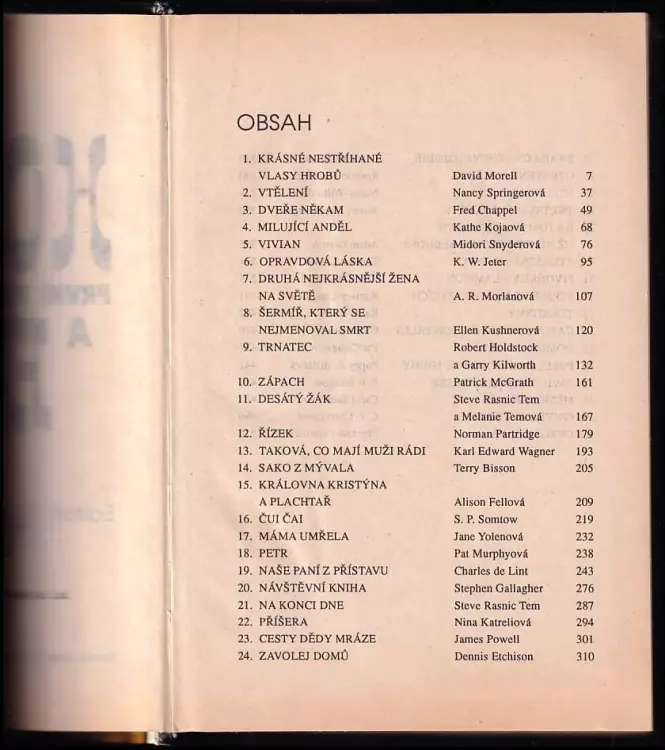 OBSAH
1. KRÁSNÉ NESTŘÍHANÉ
VLASY HROBŮ David Morell 7
2. VTĚLENÍ Nancy Springerová 37
3. DVEŘE NĚKAM Fred Chappel 49
4. MILUJÍCÍ ANDĚL Kathe Kojaová 68
5. VIVIAN Midori Snyderová 76
6. OPRAVDOVÁ LÁSKA K. W. Jeter 95
7. DRUHÁ NEJKRÁSNĚJŠÍ ŽENA
NA SVĚTĚ A. R. Morlanová 107
8. ŠERMÍŘ, KTERÝ SE
NEJMENOVAL SMRT Ellen Kushnerová 120
9. TRNATEC Robert Holdstock
a Garry Kilworth 132
10. ZÁPACH Patrick McGrath 161
11. DESÁTÝ ŽÁK Steve Rasnic Tem
a Melanie Temová 167
12. ŘÍZEK Norman Partridge 179
13. TAKOVÁ, CO MAJÍ MUŽI RÁDI Karl Edward Wagner 193
14. SAKO Z MÝVALA Terry Bisson 205
15. KRÁLOVNA KRISTÝNA
A PLACHTAŘ Alison Fellová 209
16. ČUI ČAI S. P. Somtow 219
17. MÁMA UMŘELA Jane Yolenová 232
18. PETR Pat Murphyová 238
19. NAŠE PANÍ Z PŘÍSTAVU Charles de Lint 243
20. NÁVŠTĚVNÍ KNIHA Stephen Gallagher 276
21. NA KONCI DNE Steve Rasnic Tem 287
22. PŘÍŠERA Nina Katreliová 294
23. CESTY DĚDY MRÁZE James Powell 301
24. ZAVOLEJ DOMŮ Dennis Etchison 310